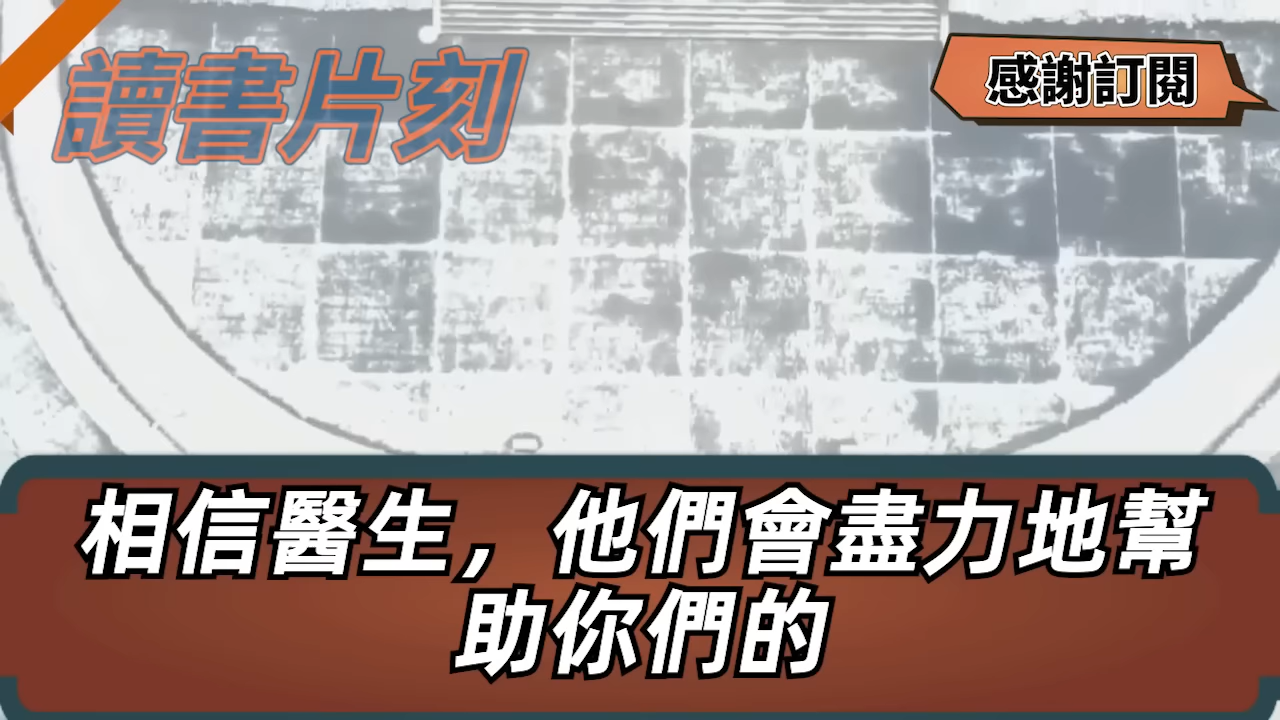 讀書片刻
感謝訂閱
相信醫生，他們會盡力地幫
助你們的